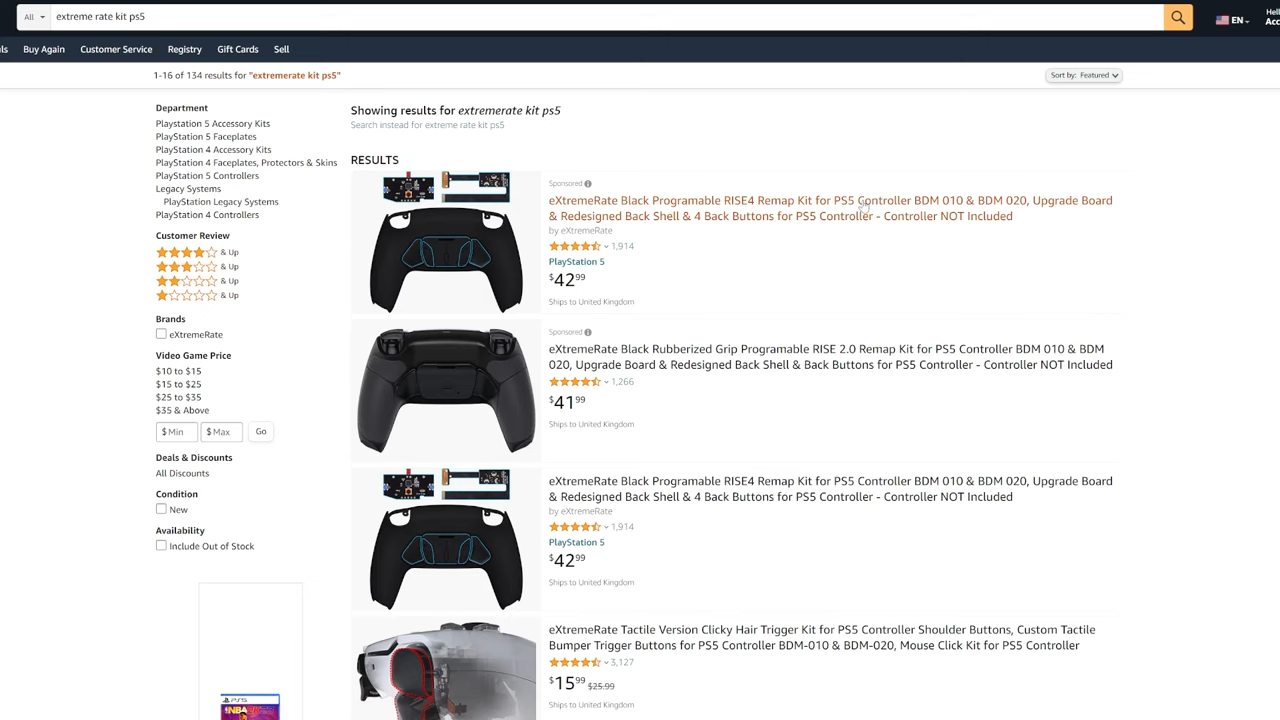 All
extreme rate kit ps5
EN
Hell
ls
Buy Again
Customer Service
Registry
Gift Cards
Sell
Acc
1-16 of 134 results for "extremerate kit ps5"
Sort by: Featured
Department
Playstation 5 Accessory Kits
PlayStation 5 Faceplates
PlayStation 4 Accessory Kits
PlayStation 4 Faceplates, Protectors & Skins
PlayStation 5 Controllers
Legacy Systems
PlayStation Legacy Systems
PlayStation 4 Controllers
Customer Review
& Up
& Up
& Up
& Up
Brands
eXtremeRate
Video Game Price
$10 to $15
$15 to $25
$25 to $35
$35 & Above
$ Min
$ Max
Go
Deals & Discounts
All Discounts
Condition
New
Availability
Include Out of Stock
PS5
NBA
Showing results for extremerate kit ps5
Search instead for extreme rate kit ps5
RESULTS
Sponsored
eXtremeRate Black Programable RISE4 Remap Kit for PS5 Controller BDM 010 & BDM 020, Upgrade Board
& Redesigned Back Shell & 4 Back Buttons for PS5 Controller - Controller NOT Included
by eXtremeRate
1,914
PlayStation 5
$42 99
Ships to United Kingdom
Sponsored
eXtremeRate Black Rubberized Grip Programable RISE 2.0 Remap Kit for PS5 Controller BDM 010 & BDM
020, Upgrade Board & Redesigned Back Shell & Back Buttons for PS5 Controller - Controller NOT Included
1,266
$41 99
Ships to United Kingdom
eXtremeRate Black Programable RISE4 Remap Kit for PS5 Controller BDM 010 & BDM 020, Upgrade Board
& Redesigned Back Shell & 4 Back Buttons for PS5 Controller - Controller NOT Included
by eXtremeRate
1,914
PlayStation 5
$42 99
Ships to United Kingdom
eXtremeRate Tactile Version Clicky Hair Trigger Kit for PS5 Controller Shoulder Buttons, Custom Tactile
Bumper Trigger Buttons for PS5 Controller BDM-010 & BDM-020, Mouse Click Kit for PS5 Controller
3,127
$15 99 $25.99
Ships to United Kingdom